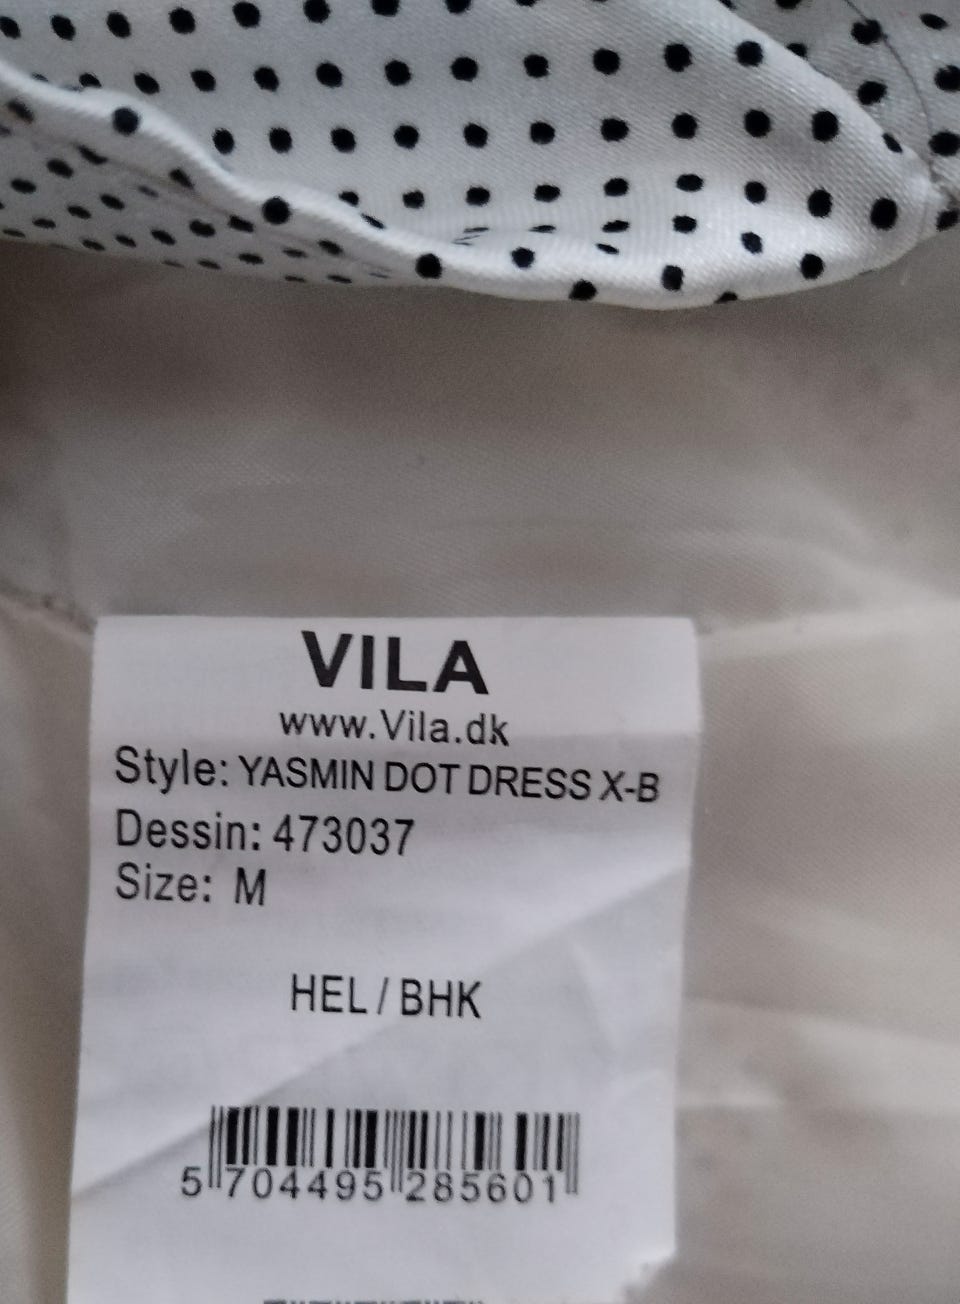 VILA
www.Vila.dk
Style: YASMIN DOT DRESS X-B
Dessin: 473037
Size: M
HEL / BHK
5 704495 285601